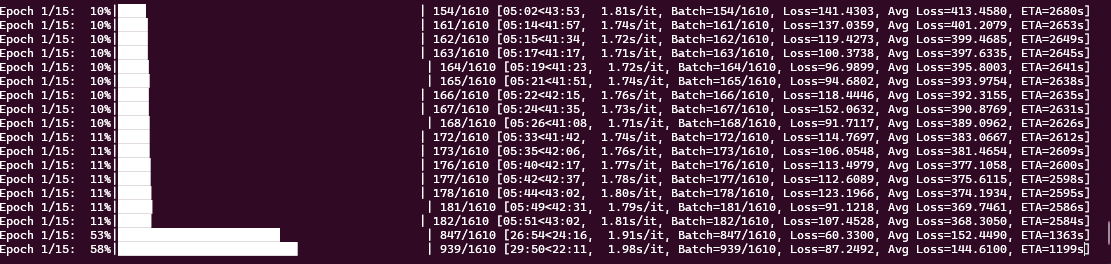 Epoch 1/15:  10%| | 154/1610 [05:02<43:53,  1.81s/it, Batch=154/1610, Loss=141.4303, Avg Loss=413.4580, ETA=2680s]
Epoch 1/15:  10%| | 161/1610 [05:14<41:57,  1.74s/it, Batch=161/1610, Loss=137.0359, Avg Loss=401.2079, ETA=2653s]
Epoch 1/15:  10%| | 162/1610 [05:15<41:34,  1.72s/it, Batch=162/1610, Loss=119.4273, Avg Loss=399.4685, ETA=2649s]
Epoch 1/15:  10%| | 163/1610 [05:17<41:17,  1.71s/it, Batch=163/1610, Loss=100.3738, Avg Loss=397.6335, ETA=2645s]
Epoch 1/15:  10%| | 164/1610 [05:19<41:23,  1.72s/it, Batch=164/1610, Loss=96.9899, Avg Loss=395.8003, ETA=2641s]
Epoch 1/15:  10%| | 165/1610 [05:21<41:51,  1.74s/it, Batch=165/1610, Loss=94.6802, Avg Loss=393.9754, ETA=2638s]
Epoch 1/15:  10%| | 166/1610 [05:22<42:15,  1.76s/it, Batch=166/1610, Loss=118.4446, Avg Loss=392.3155, ETA=2635s]
Epoch 1/15:  10%| | 167/1610 [05:24<41:35,  1.73s/it, Batch=167/1610, Loss=152.0632, Avg Loss=390.8769, ETA=2631s]
Epoch 1/15:  10%| | 168/1610 [05:26<41:08,  1.71s/it, Batch=168/1610, Loss=91.7117, Avg Loss=389.0962, ETA=2626s]
Epoch 1/15:  11%| | 172/1610 [05:33<41:42,  1.74s/it, Batch=172/1610, Loss=114.7697, Avg Loss=383.0667, ETA=2612s]
Epoch 1/15:  11%| | 173/1610 [05:35<42:06,  1.76s/it, Batch=173/1610, Loss=106.0548, Avg Loss=381.4654, ETA=2609s]
Epoch 1/15:  11%| | 176/1610 [05:40<42:17,  1.77s/it, Batch=176/1610, Loss=113.4979, Avg Loss=377.1058, ETA=2600s]
Epoch 1/15:  11%| | 177/1610 [05:42<42:37,  1.78s/it, Batch=177/1610, Loss=112.6089, Avg Loss=375.6115, ETA=2598s]
Epoch 1/15:  11%| | 178/1610 [05:44<43:02,  1.80s/it, Batch=178/1610, Loss=123.1966, Avg Loss=374.1934, ETA=2595s]
Epoch 1/15:  11%| | 181/1610 [05:49<42:31,  1.79s/it, Batch=181/1610, Loss=91.1218, Avg Loss=369.7461, ETA=2586s]
Epoch 1/15:  11%| | 182/1610 [05:51<43:02,  1.81s/it, Batch=182/1610, Loss=107.4528, Avg Loss=368.3050, ETA=2584s]
Epoch 1/15:  53%| | 847/1610 [26:54<24:16,  1.91s/it, Batch=847/1610, Loss=60.3300, Avg Loss=152.4490, ETA=1363s]
Epoch 1/15:  58%| | 939/1610 [29:50<22:11,  1.98s/it, Batch=939/1610, Loss=87.2492, Avg Loss=144.6100, ETA=1199s]